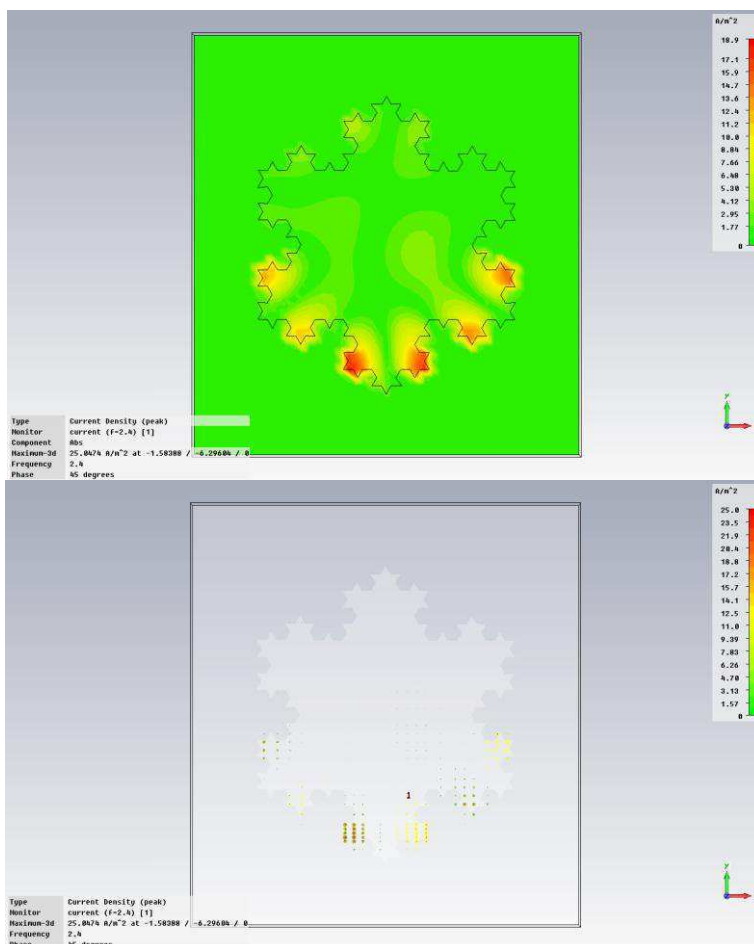 A/m^2
18.9
17.1
15.9
14.7
13.6
12.4
11.2
10.0
8.84
7.66
6.48
5.30
4.12
2.95
1.77
0
Type Current Density (peak)
Monitor current (f=2.4) [1]
Component Abs
Maximum-3d 25.0474 A/m^2 at -1.58388 / -6.29604 / 0
Frequency 2.4
Phase 45 degrees
y
A/m^2
25.0
23.5
21.9
20.4
18.8
17.2
15.7
14.1
12.5
11.0
9.39
7.83
6.26
4.70
3.13
1.57
0
1
Type Current Density (peak)
Monitor current (f=2.4) [1]
Maximum-3d 25.0474 A/m^2 at -1.58388 / -6.29604 / 0
Frequency 2.4
Phase 45 degrees
y